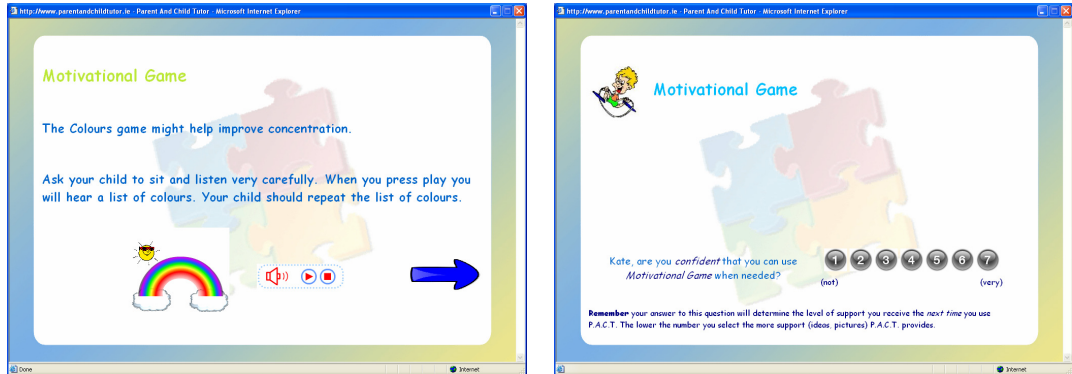 http://www.parentandchildtutor.ie - Parent And Child Tutor - Microsoft Internet Explorer
Motivational Game
The Colours game might help improve concentration.
Ask your child to sit and listen very carefully. When you press play you
will hear a list of colours. Your child should repeat the list of colours.
Done
Internet
http://www.parentandchildtutor.ie - Parent And Child Tutor - Microsoft Internet Explorer
Motivational Game
Kate, are you confident that you can use
Motivational Game when needed?
1 2 3 4 5 6 7
(not) (very)
Remember your answer to this question will determine the level of support you receive the next time you use
P.A.C.T. The lower the number you select the more support (ideas, pictures) P.A.C.T. provides.
Internet